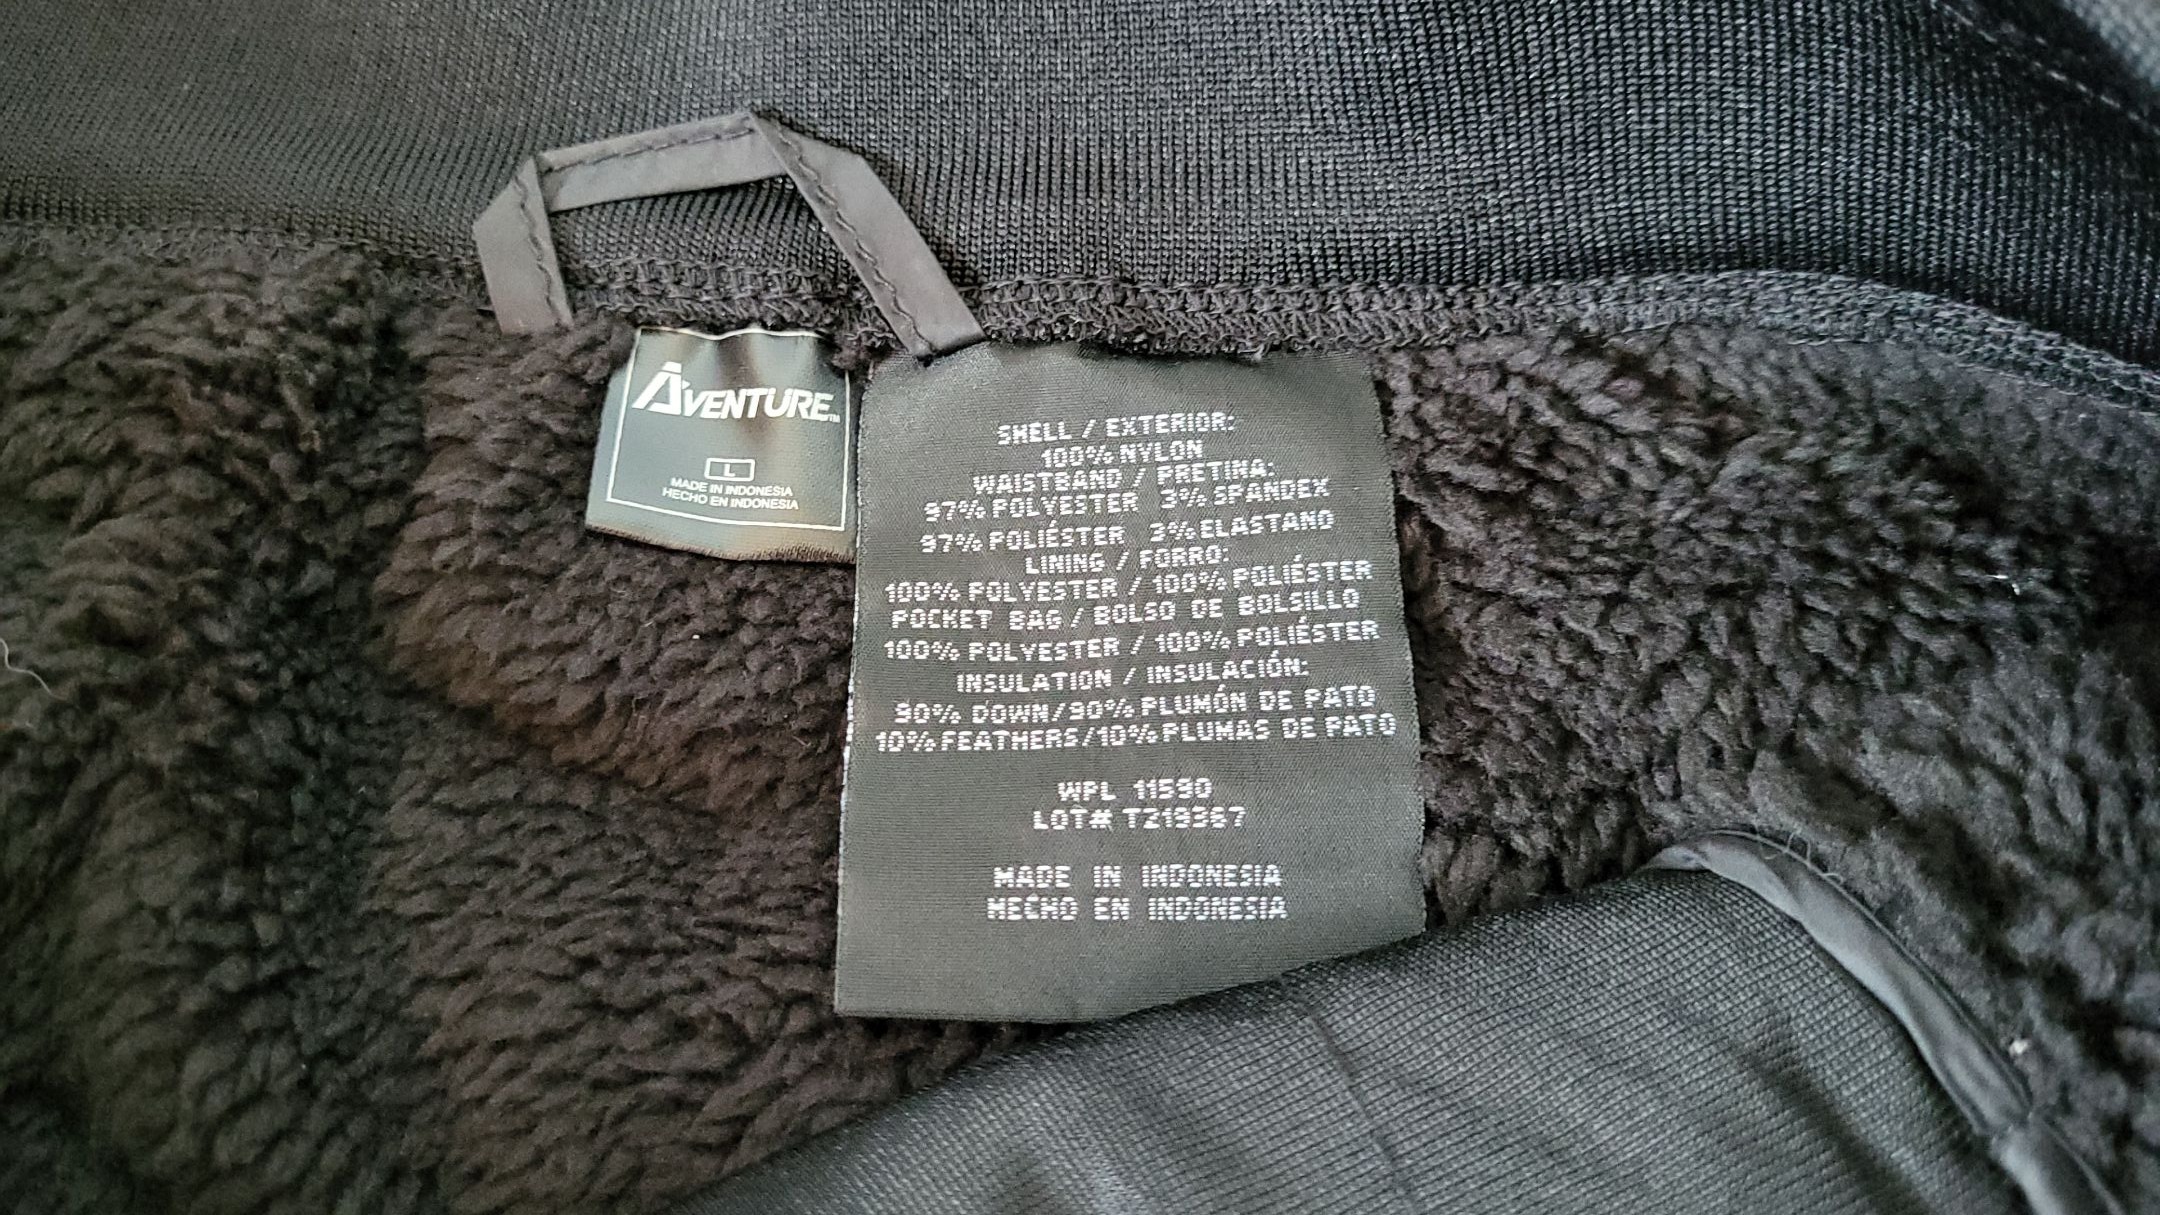 ÀVENTURE™
L
MADE IN INDONESIA
HECHO EN INDONESIA
SHELL / EXTERIOR:
100% NYLON
WAISTBAND / PRETINA:
97% POLYESTER 3% SPANDEX
97% POLIÉSTER 3% ELASTANO
LINING / FORRO:
100% POLYESTER / 100% POLIÉSTER
POCKET BAG / BOLSO DE BOLSILLO
100% POLYESTER / 100% POLIÉSTER
INSULATION / INSULACIÓN:
90% DOWN/90% PLUMÓN DE PATO
10% FEATHERS/10% PLUMAS DE PATO
WPL 11590
LOT# TZ19367
MADE IN INDONESIA
HECHO EN INDONESIA